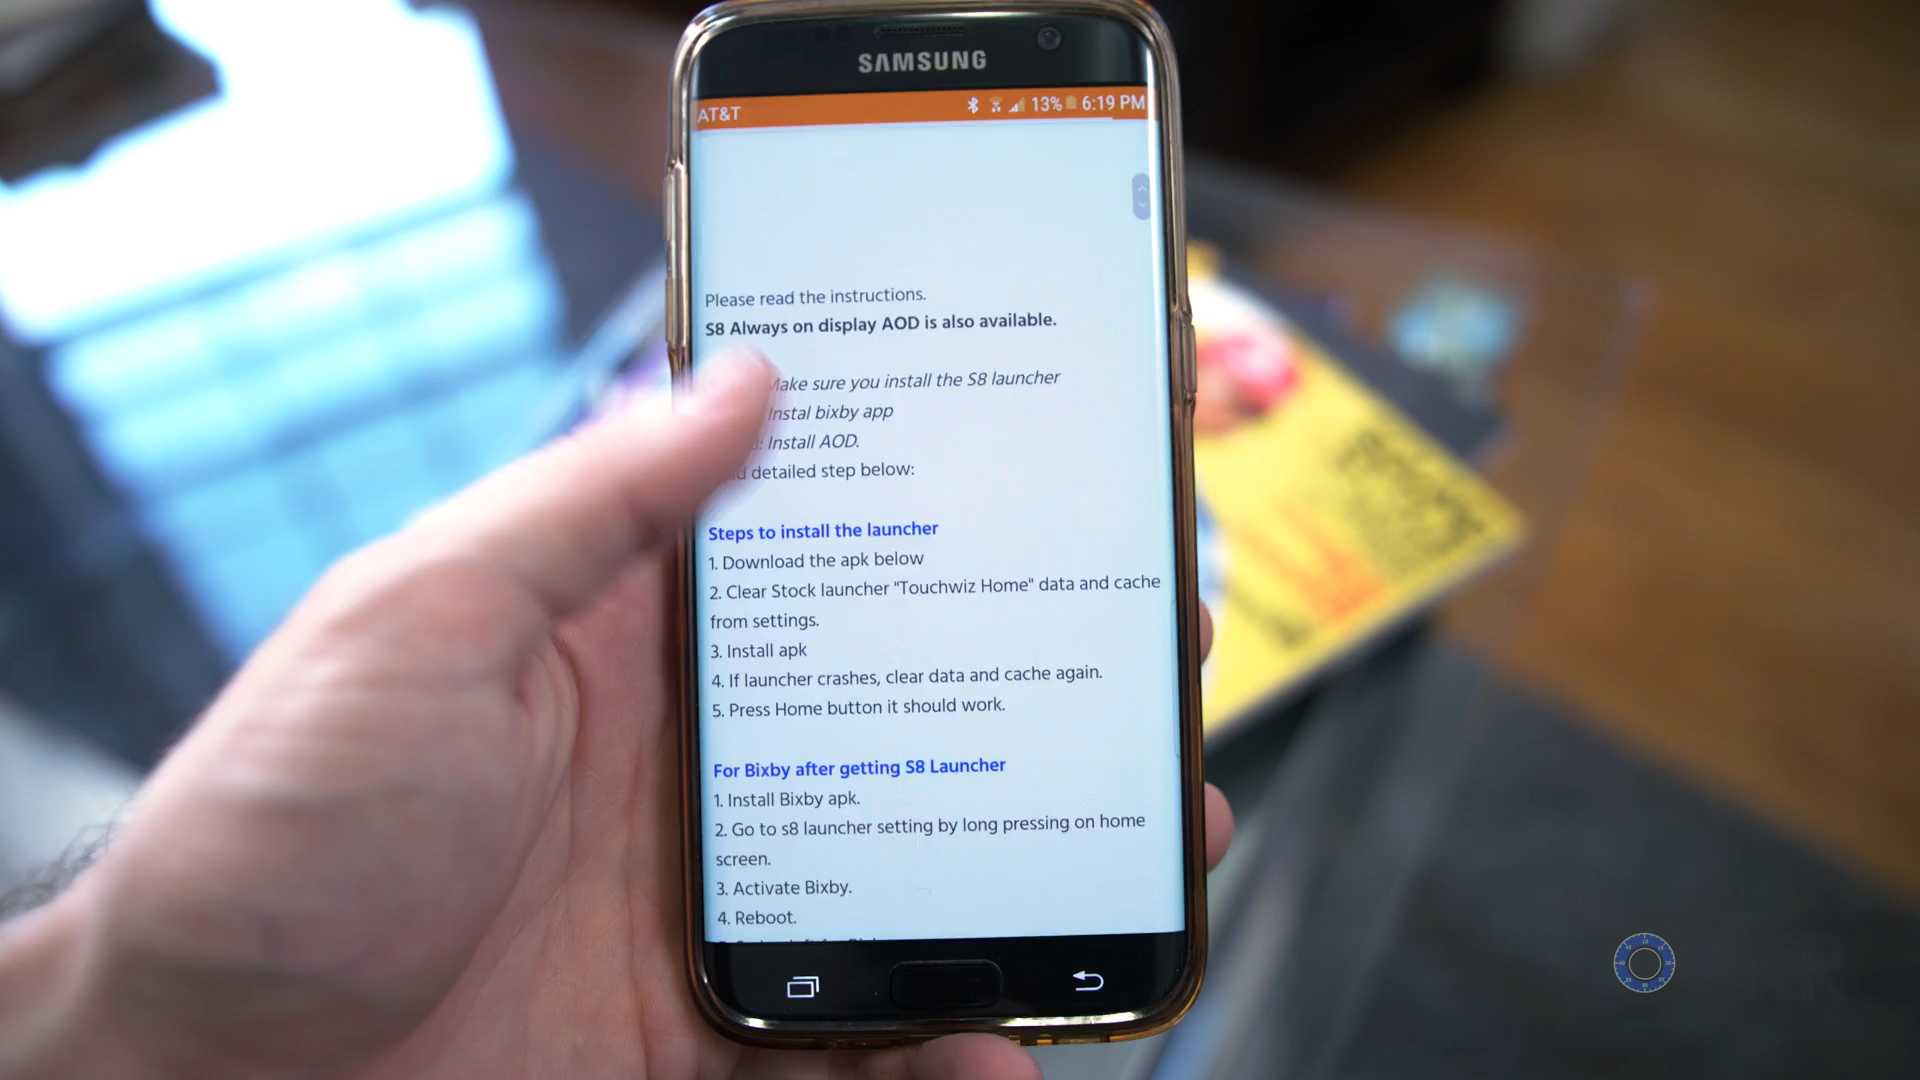 SAMSUNG
AT&T 13% 6:19 PM
Please read the instructions.
S8 Always on display AOD is also available.
Make sure you install the S8 launcher
Instal bixby app
: Install AOD.
detailed step below:
Steps to install the launcher
1. Download the apk below
2. Clear Stock launcher "Touchwiz Home" data and cache
from settings.
3. Install apk
4. If launcher crashes, clear data and cache again.
5. Press Home button it should work.
For Bixby after getting S8 Launcher
1. Install Bixby apk.
2. Go to s8 launcher setting by long pressing on home
screen.
3. Activate Bixby.
4. Reboot.